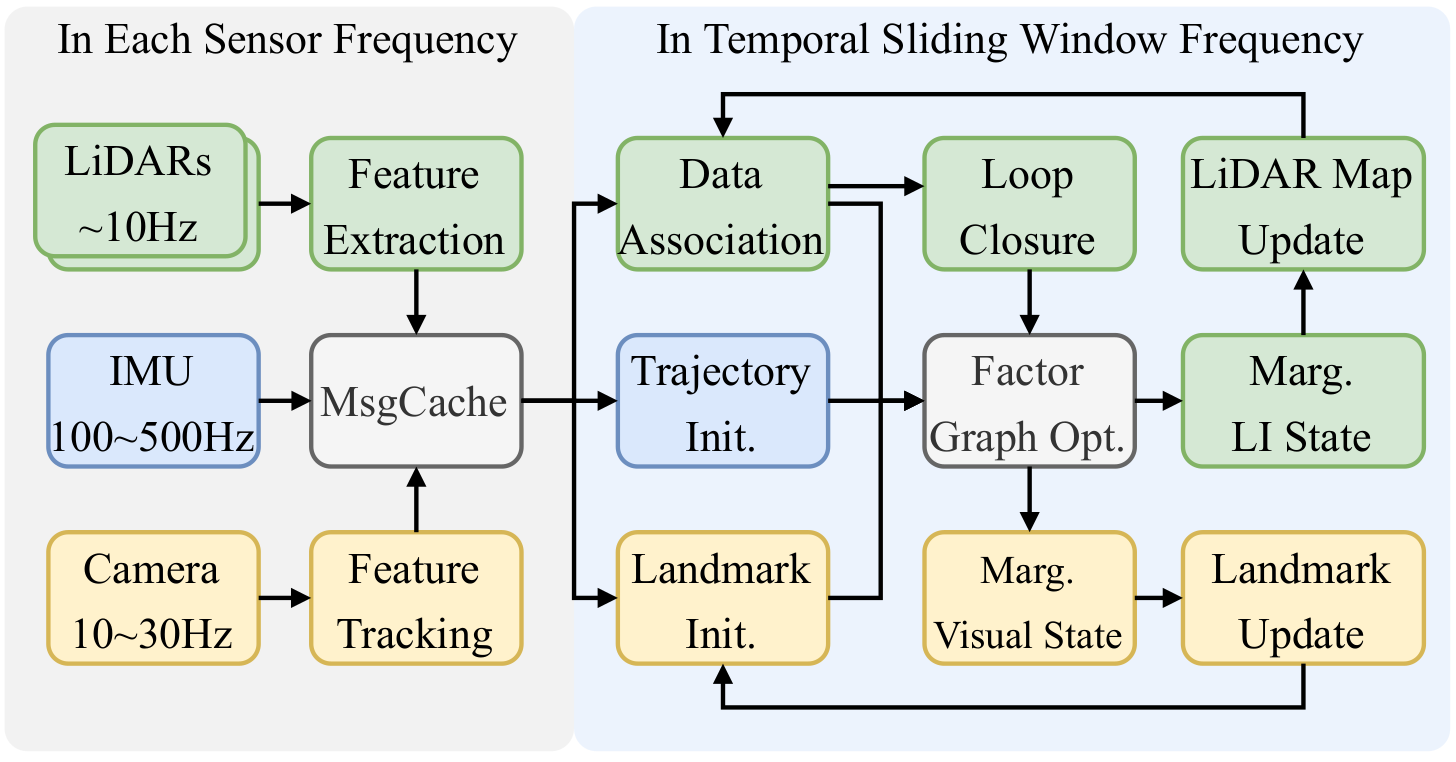 In Each Sensor Frequency
In Temporal Sliding Window Frequency
LiDARs
~10Hz
Feature
Extraction
Data
Association
Loop
Closure
LiDAR Map
Update
IMU
100~500Hz
MsgCache
Trajectory
Init.
Factor
Graph Opt.
Marg.
LI State
Camera
10~30Hz
Feature
Tracking
Landmark
Init.
Marg.
Visual State
Landmark
Update